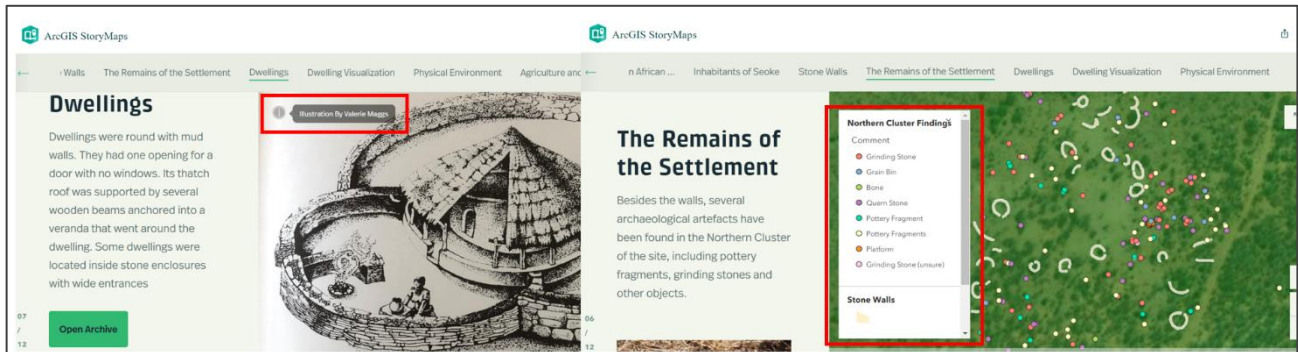 ArcGIS StoryMaps
Walls The Remains of the Settlement Dwellings Dwelling Visualization Physical Environment Agriculture and
Dwellings
Illustration By Valerie Maggs
Dwellings were round with mud
walls. They had one opening for a
door with no windows. Its thatch
roof was supported by several
wooden beams anchored into a
veranda that went around the
dwelling. Some dwellings were
located inside stone enclosures
with wide entrances
Open Archive
07
/
12
ArcGIS StoryMaps
n African ... Inhabitants of Seoke Stone Walls The Remains of the Settlement Dwellings Dwelling Visualization Physical Environment
The Remains of
the Settlement
Besides the walls, several
archaeological artefacts have
been found in the Northern Cluster
of the site, including pottery
fragments, grinding stones and
other objects.
06
/
12
Northern Cluster Findings
Comment
Grinding Stone
Grain Bin
Bone
Quern Stone
Pottery Fragment
Pottery Fragments
Platform
Grinding Stone (unsure)
Stone Walls